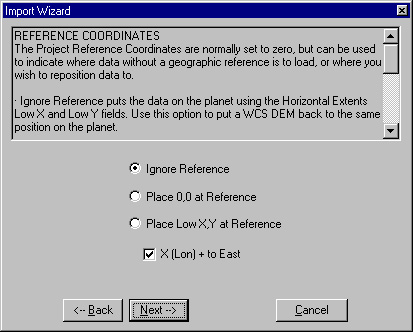 Import Wizard
REFERENCE COORDINATES
The Project Reference Coordinates are normally set to zero, but can be used
to indicate where data without a geographic reference is to load, or where you
wish to reposition data to.
· Ignore Reference puts the data on the planet using the Horizontal Extents
Low X and Low Y fields. Use this option to put a WCS DEM back to the same
position on the planet.
Ignore Reference
Place 0,0 at Reference
Place Low X,Y at Reference
X (Lon) + to East
<-- Back Next --> Cancel